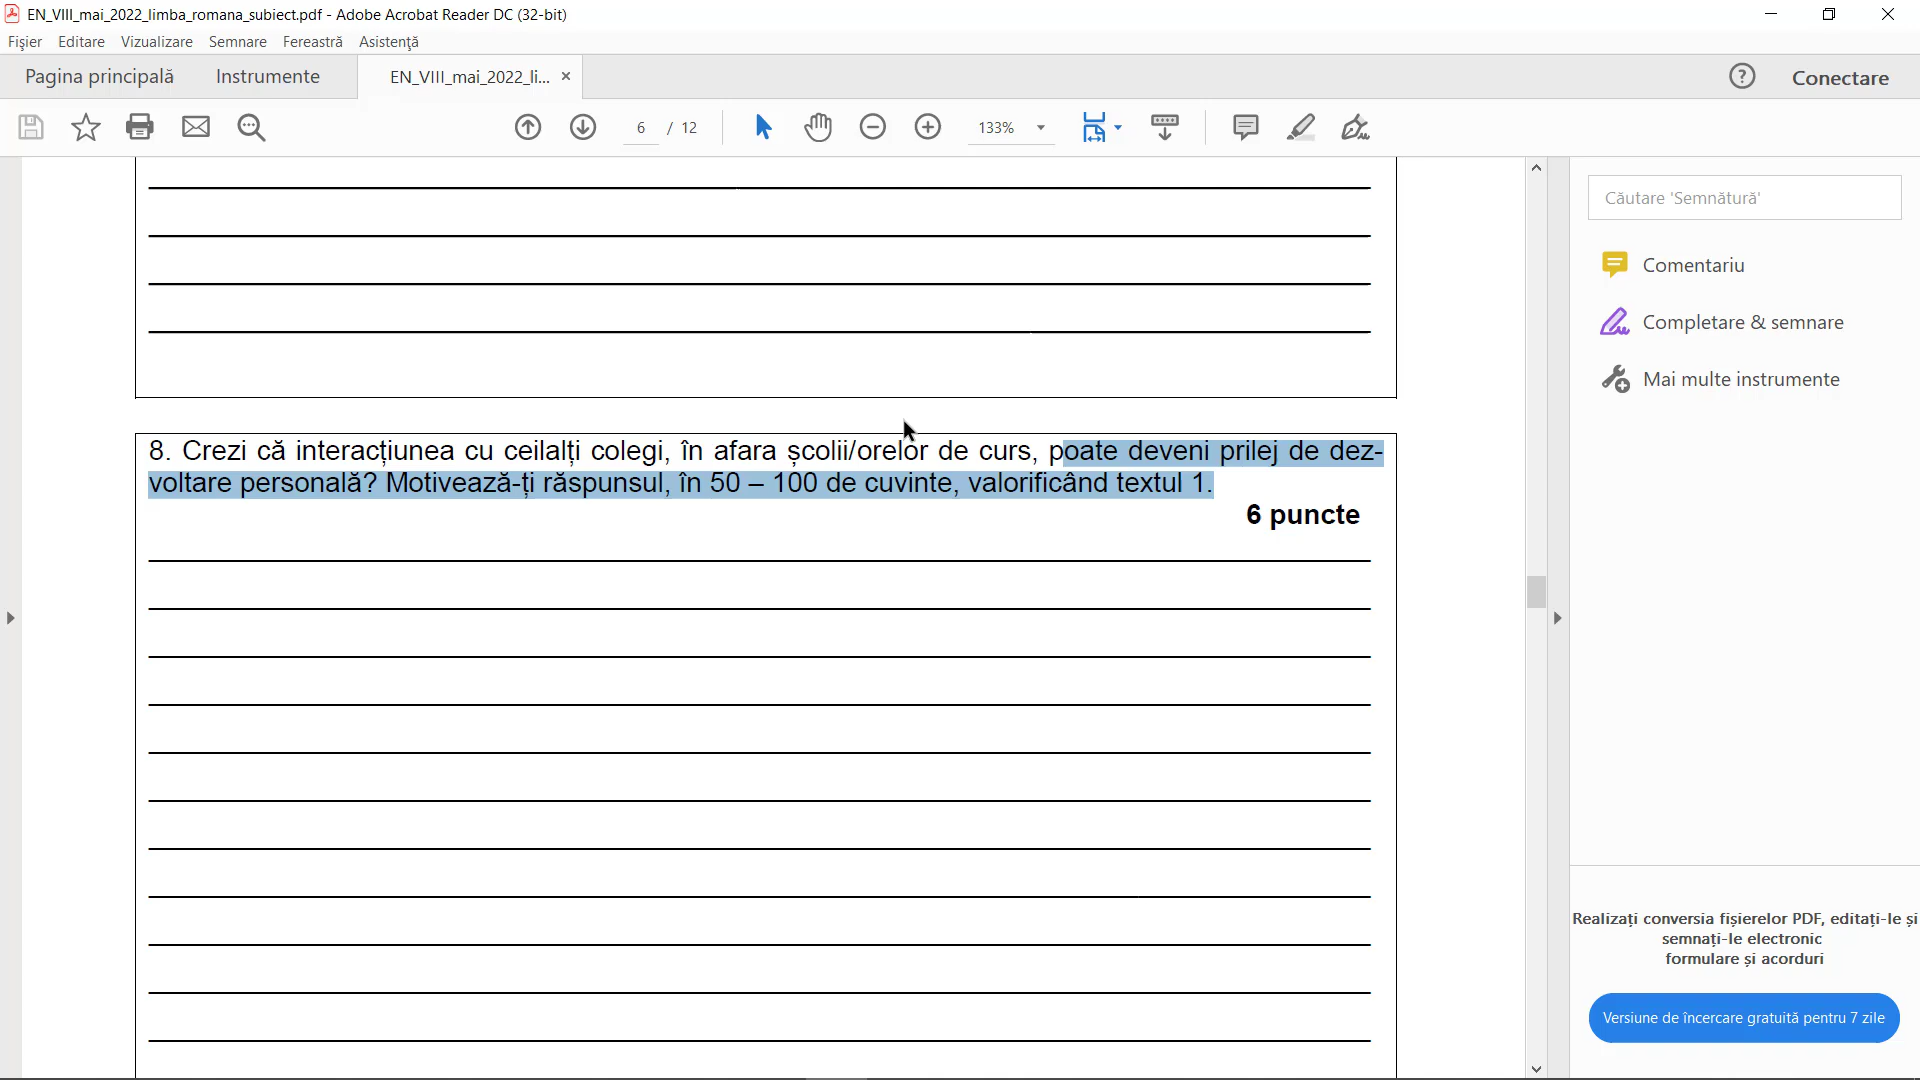 EN_VIII_mai_2022_limba_romana_subiect.pdf - Adobe Acrobat Reader DC (32-bit)
Fișier Editare Vizualizare Semnare Fereastră Asistență
Pagina principală Instrumente EN_VIII_mai_2022_li... × Conectare
6 / 12 133%
8. Crezi că interacțiunea cu ceilalți colegi, în afara școlii/orelor de curs, poate deveni prilej de dez-
voltare personală? Motivează-ți răspunsul, în 50 – 100 de cuvinte, valorificând textul 1.
6 puncte
Căutare 'Semnătură'
Comentariu
Completare & semnare
Mai multe instrumente
Realizați conversia fișierelor PDF, editați-le și
semnați-le electronic
formulare și acorduri
Versiune de încercare gratuită pentru 7 zile